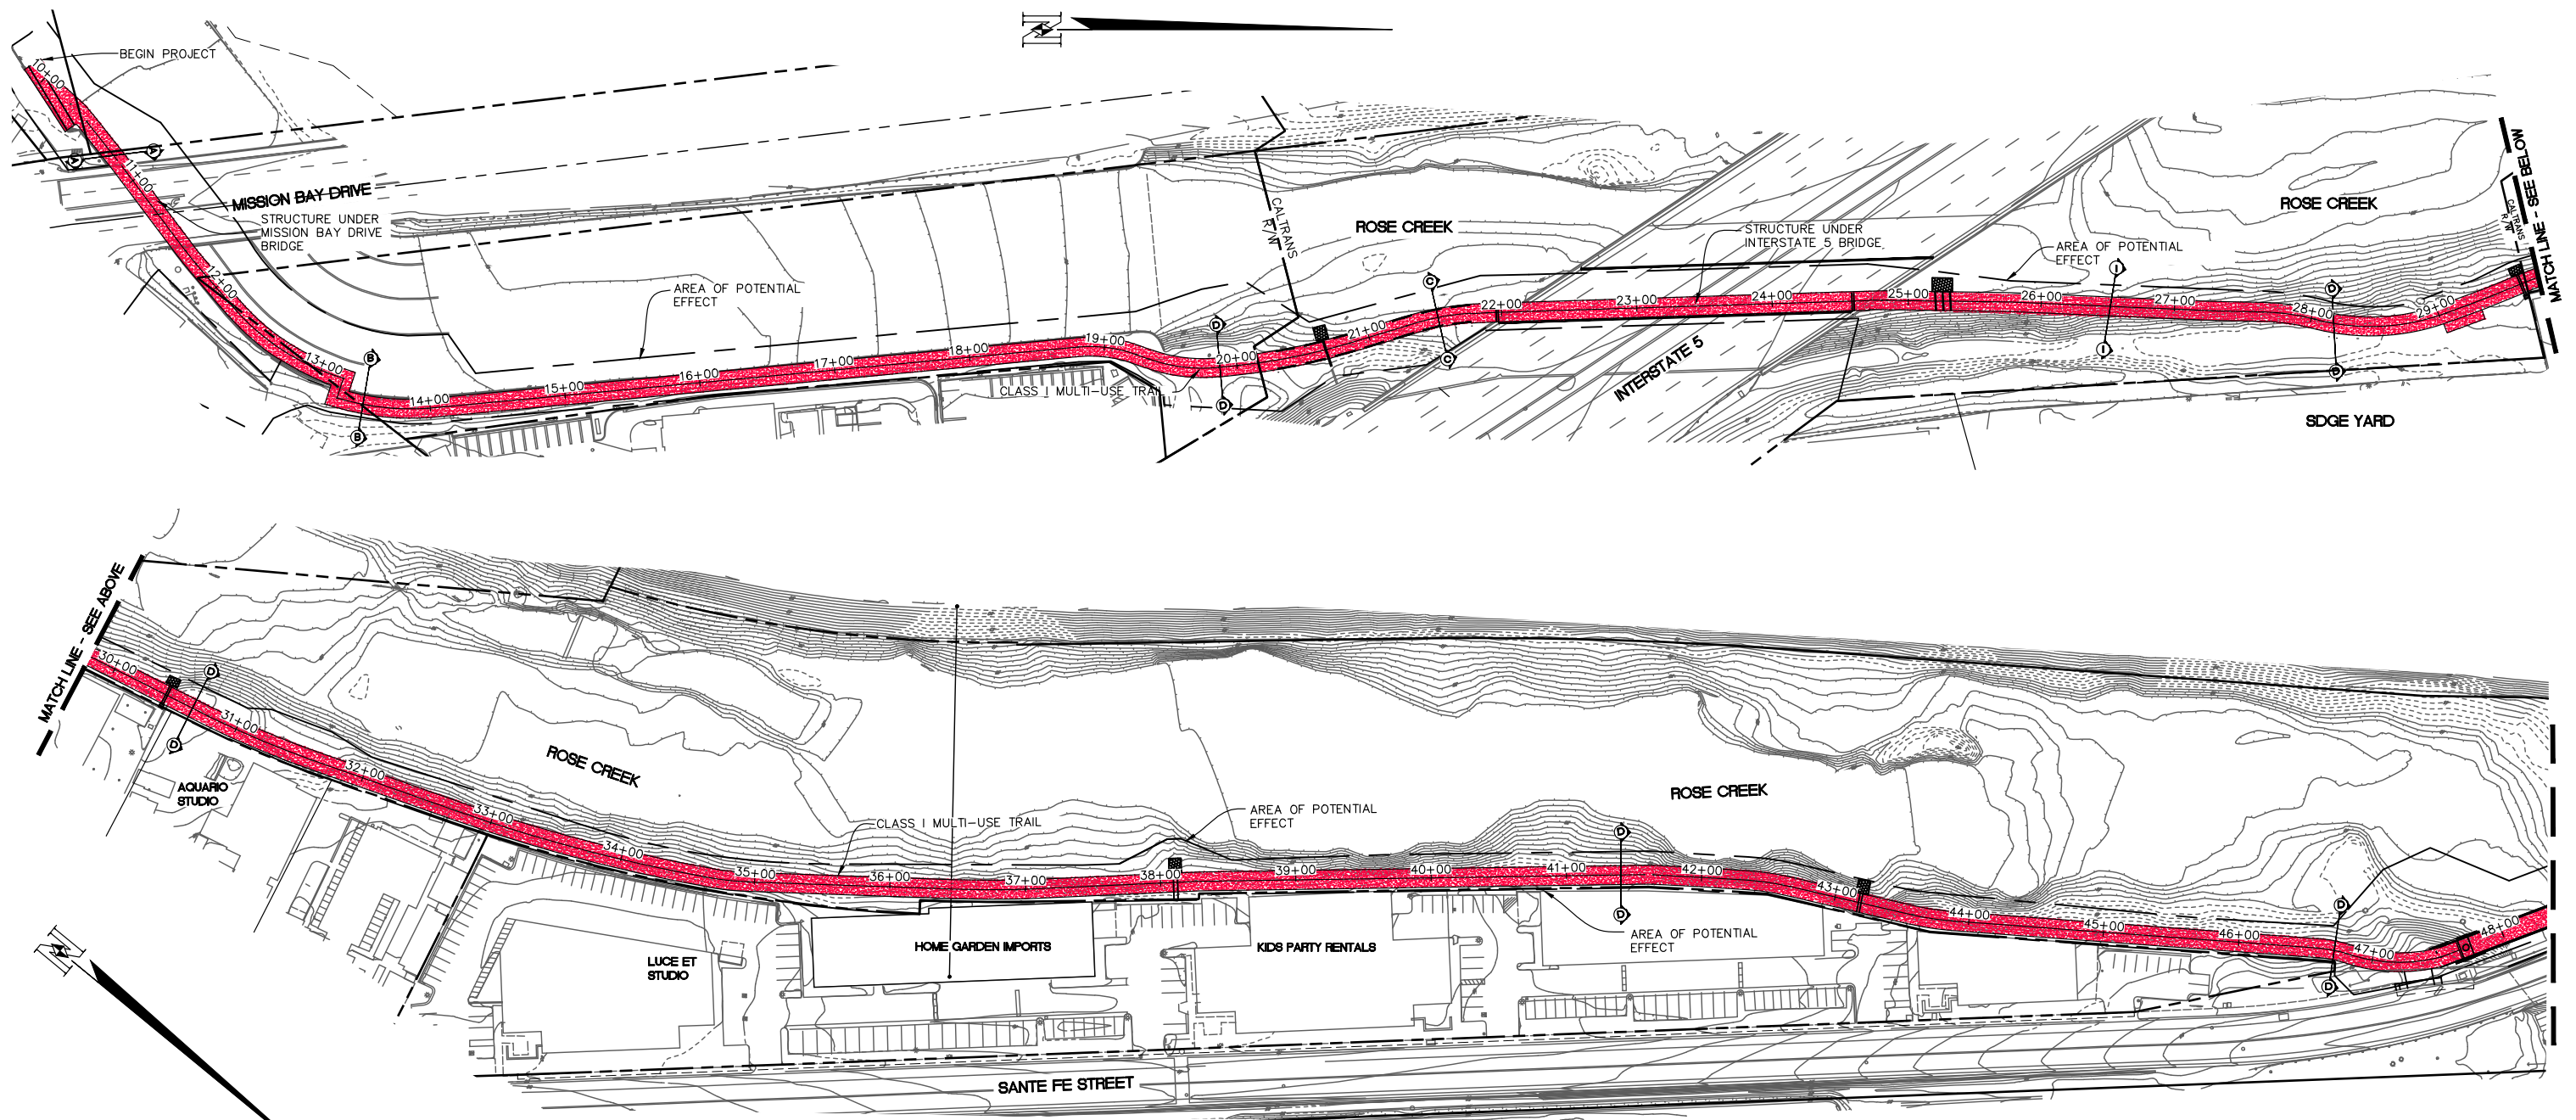 N
BEGIN PROJECT
10+00
A
A
11+00
MISSION BAY DRIVE
STRUCTURE UNDER
MISSION BAY DRIVE
BRIDGE
12+00
13+00
B
B
14+00
15+00
16+00
17+00
18+00
19+00
AREA OF POTENTIAL
EFFECT
CLASS I MULTI-USE TRAIL
D
D
20+00
CALTRANS
R/W
21+00
ROSE CREEK
C
C
22+00
23+00
24+00
STRUCTURE UNDER
INTERSTATE 5 BRIDGE
INTERSTATE 5
25+00
26+00
AREA OF POTENTIAL
EFFECT
I
I
27+00
28+00
D
D
29+00
ROSE CREEK
SDGE YARD
CALTRANS
R/W
MATCH LINE - SEE BELOW
MATCH LINE - SEE ABOVE
30+00
D
D
31+00
AQUARIO
STUDIO
32+00
33+00
ROSE CREEK
34+00
35+00
CLASS I MULTI-USE TRAIL
36+00
37+00
38+00
AREA OF POTENTIAL
EFFECT
39+00
40+00
41+00
D
D
42+00
ROSE CREEK
43+00
44+00
45+00
46+00
47+00
D
D
48+00
LUCE ET
STUDIO
HOME GARDEN IMPORTS
KIDS PARTY RENTALS
AREA OF POTENTIAL
EFFECT
N
SANTE FE STREET